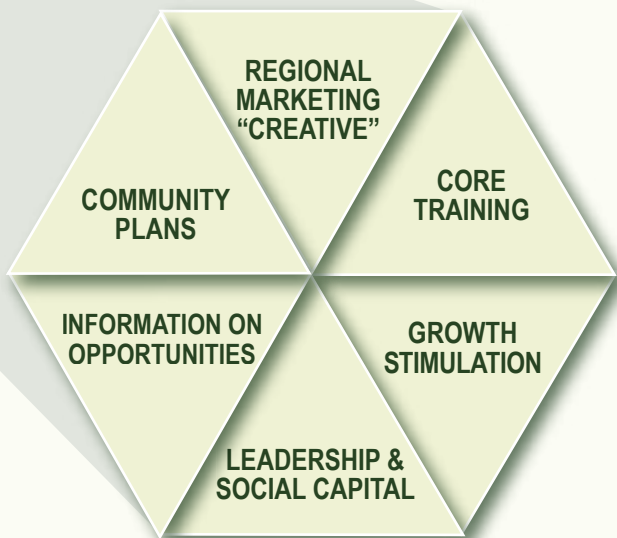 REGIONAL
MARKETING
“CREATIVE”
COMMUNITY
PLANS
CORE
TRAINING
INFORMATION ON
OPPORTUNITIES
GROWTH
STIMULATION
LEADERSHIP &
SOCIAL CAPITAL